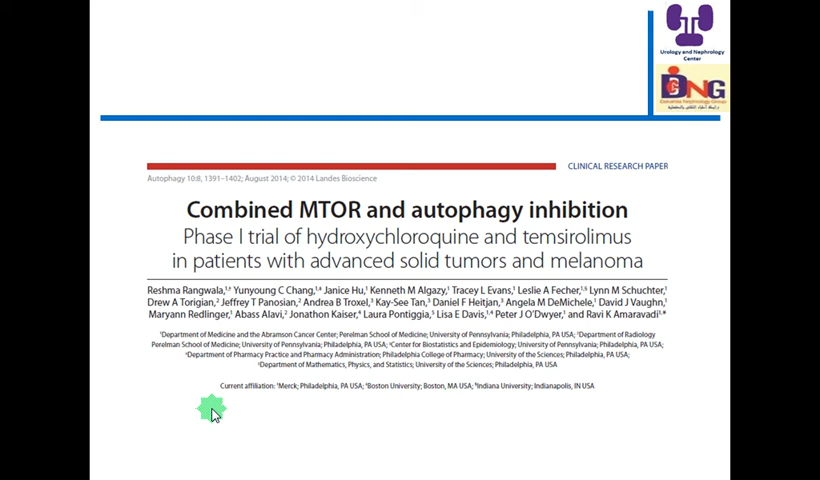 Urology and Nephrology
Center
NG
CLINICAL RESEARCH PAPER
Autophagy 10:8, 1391–1402; August 2014; © 2014 Landes Bioscience
Combined MTOR and autophagy inhibition
Phase I trial of hydroxychloroquine and temsirolimus
in patients with advanced solid tumors and melanoma
Reshma Rangwala,¹,† Yunyoung C Chang,¹,‡ Janice Hu,¹ Kenneth M Algazy,¹ Tracey L Evans,¹ Leslie A Fecher,¹,§ Lynn M Schuchter,¹
Drew A Torigian,² Jeffrey T Panosian,² Andrea B Troxel,³ Kay-See Tan,³ Daniel F Heitjan,³ Angela M DeMichele,¹ David J Vaughn,¹
Maryann Redlinger,¹ Abass Alavi,² Jonathon Kaiser,⁴ Laura Pontiggia,⁵ Lisa E Davis,¹,⁴ Peter J O'Dwyer,¹ and Ravi K Amaravadi¹,*
¹Department of Medicine and the Abramson Cancer Center; Perelman School of Medicine; University of Pennsylvania; Philadelphia, PA USA; ²Department of Radiology
Perelman School of Medicine; University of Pennsylvania; Philadelphia, PA USA; ³Center for Biostatistics and Epidemiology; University of Pennsylvania; Philadelphia, PA USA;
⁴Department of Pharmacy Practice and Pharmacy Administration; Philadelphia College of Pharmacy; University of the Sciences; Philadelphia, PA USA;
⁵Department of Mathematics, Physics, and Statistics; University of the Sciences; Philadelphia, PA USA
Current affiliation: †Merck; Philadelphia, PA USA; ‡Boston University; Boston, MA USA; §Indiana University; Indianapolis, IN USA